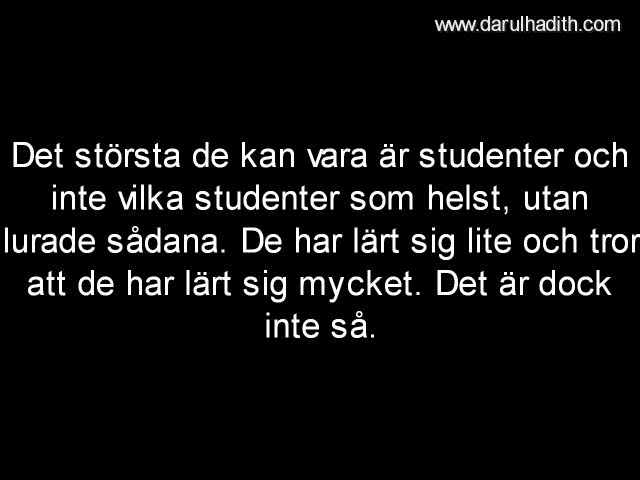 www.darulhadith.com
Det största de kan vara är studenter och
inte vilka studenter som helst, utan
lurade sådana. De har lärt sig lite och tror
att de har lärt sig mycket. Det är dock
inte så.